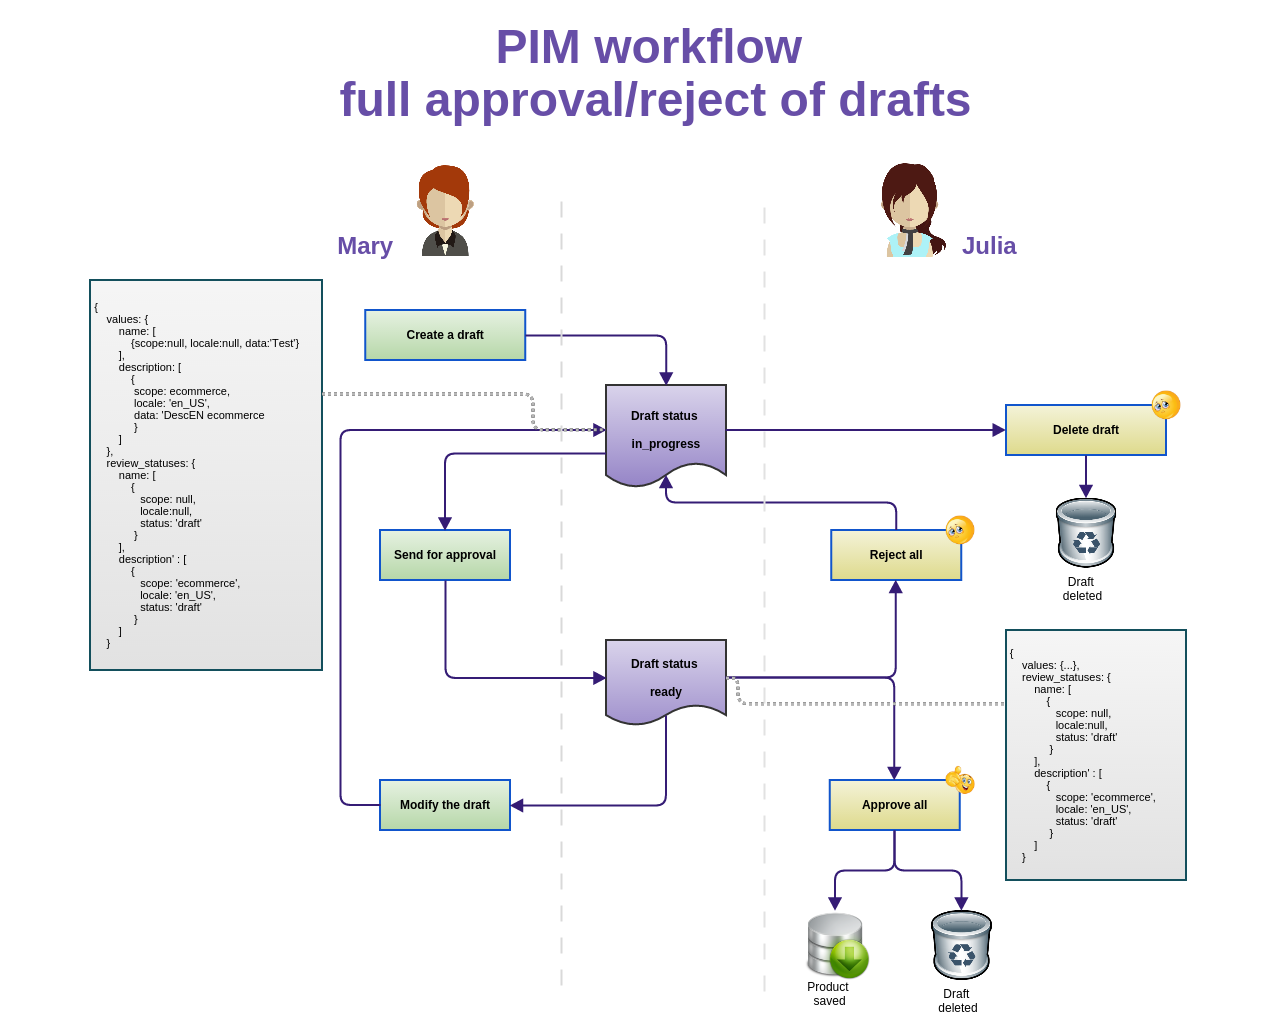 PIM workflow
full approval/reject of drafts
Mary
Julia
{
values: {
name: [
{scope:null, locale:null, data:'Test'}
],
description: [
{
scope: ecommerce,
locale: 'en_US',
data: 'DescEN ecommerce
}
]
},
review_statuses: {
name: [
{
scope: null,
locale:null,
status: 'draft'
}
],
description' : [
{
scope: 'ecommerce',
locale: 'en_US',
status: 'draft'
}
]
}
Create a draft
Draft status
in_progress
Delete draft
Draft
deleted
Send for approval
Reject all
Draft status
ready
Modify the draft
Approve all
{
values: {...},
review_statuses: {
name: [
{
scope: null,
locale:null,
status: 'draft'
}
],
description' : [
{
scope: 'ecommerce',
locale: 'en_US',
status: 'draft'
}
]
}
Product
saved
Draft
deleted